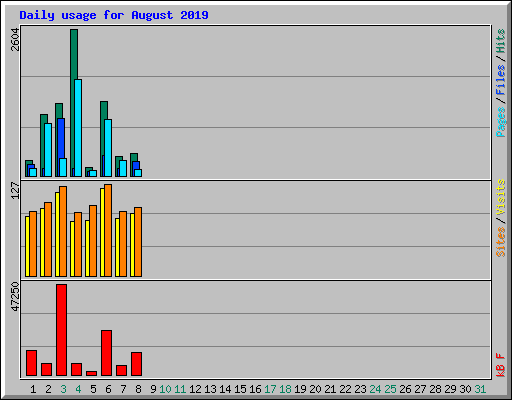 Daily usage for August 2019
2604
Pages / Files / Hits
127
Sites / Visits
47250
kB F
1 2 3 4 5 6 7 8 9 10 11 12 13 14 15 16 17 18 19 20 21 22 23 24 25 26 27 28 29 30 31